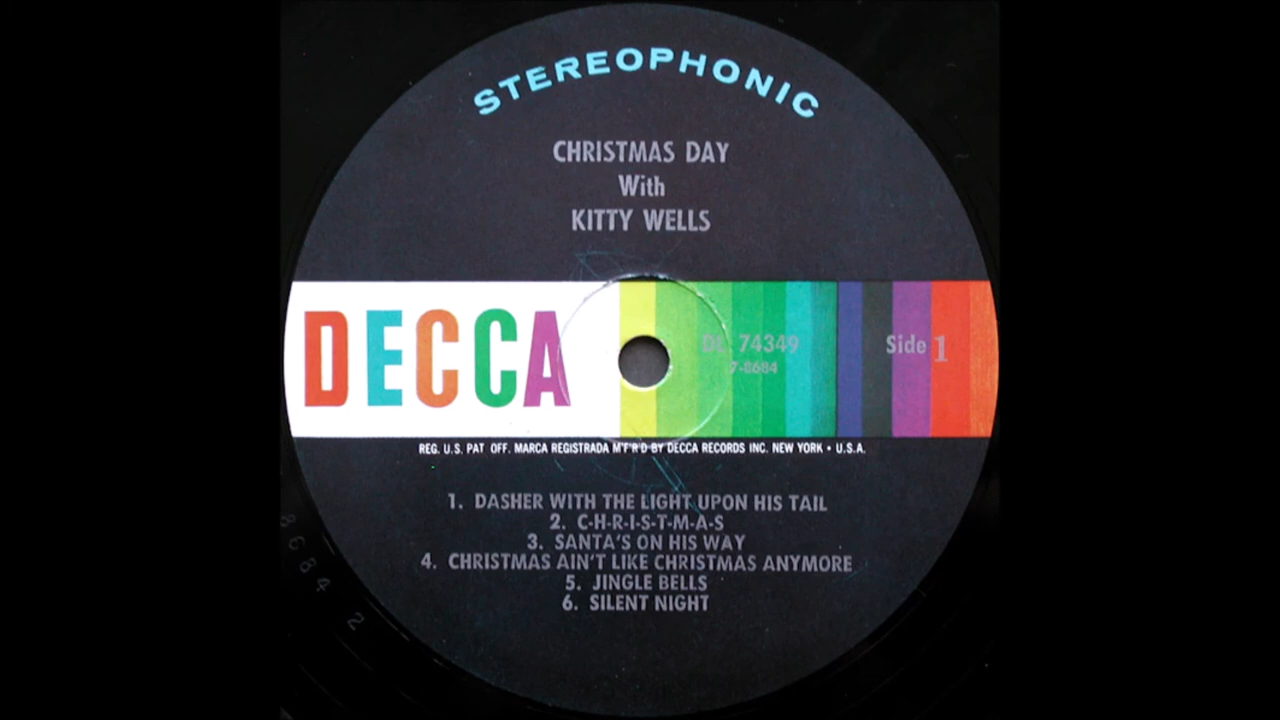 STEREOPHONIC
CHRISTMAS DAY
With
KITTY WELLS
DECCA
DL 74349
7-8684
Side 1
REG. U.S. PAT. OFF. MARCA REGISTRADA M'F'R'D BY DECCA RECORDS INC. NEW YORK • U.S.A.
1. DASHER WITH THE LIGHT UPON HIS TAIL
2. C-H-R-I-S-T-M-A-S
3. SANTA'S ON HIS WAY
4. CHRISTMAS AIN'T LIKE CHRISTMAS ANYMORE
5. JINGLE BELLS
6. SILENT NIGHT
8684 2